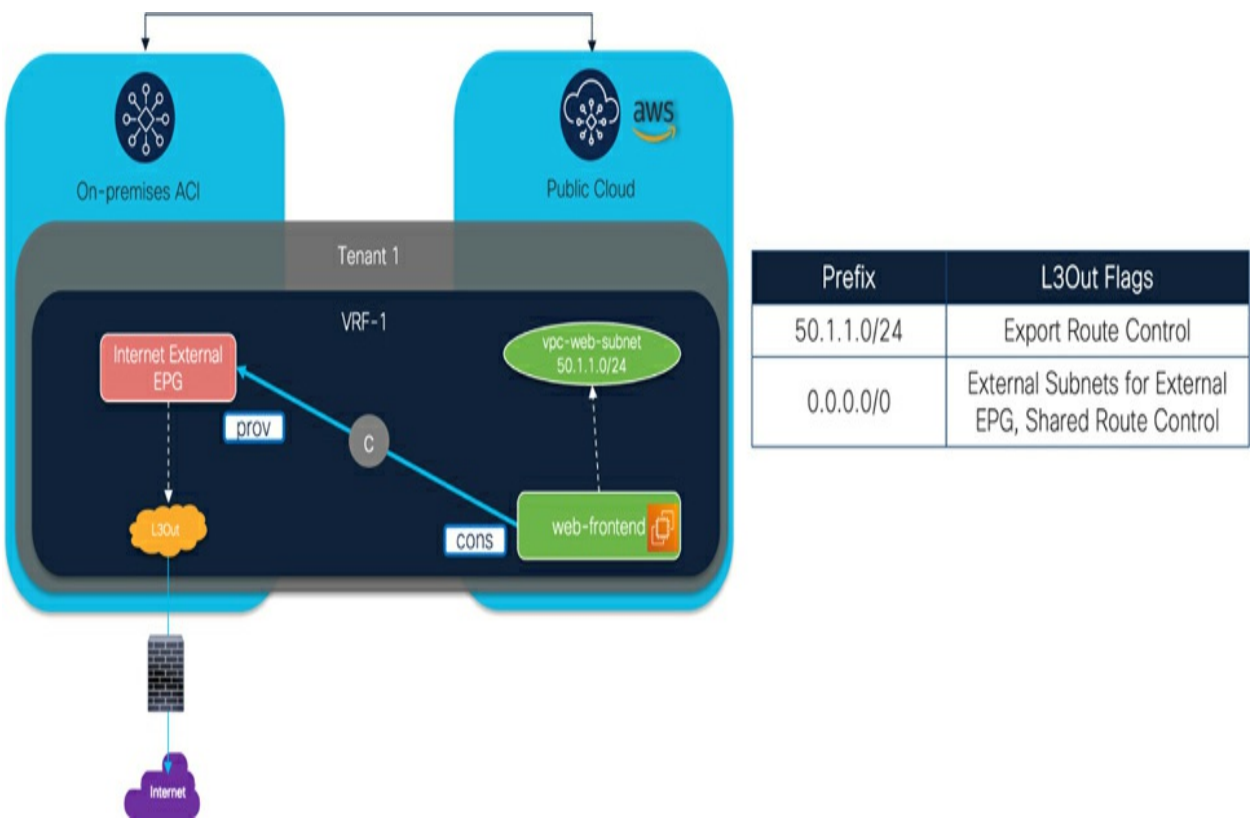 aws
On-premises ACI
Public Cloud
Tenant 1
VRF-1
Internet External
EPG
vpc-web-subnet
50.1.1.0/24
prov
C
cons
web-frontend
L3Out
Internet
Prefix
L3Out Flags
50.1.1.0/24
Export Route Control
0.0.0.0/0
External Subnets for External
EPG, Shared Route Control